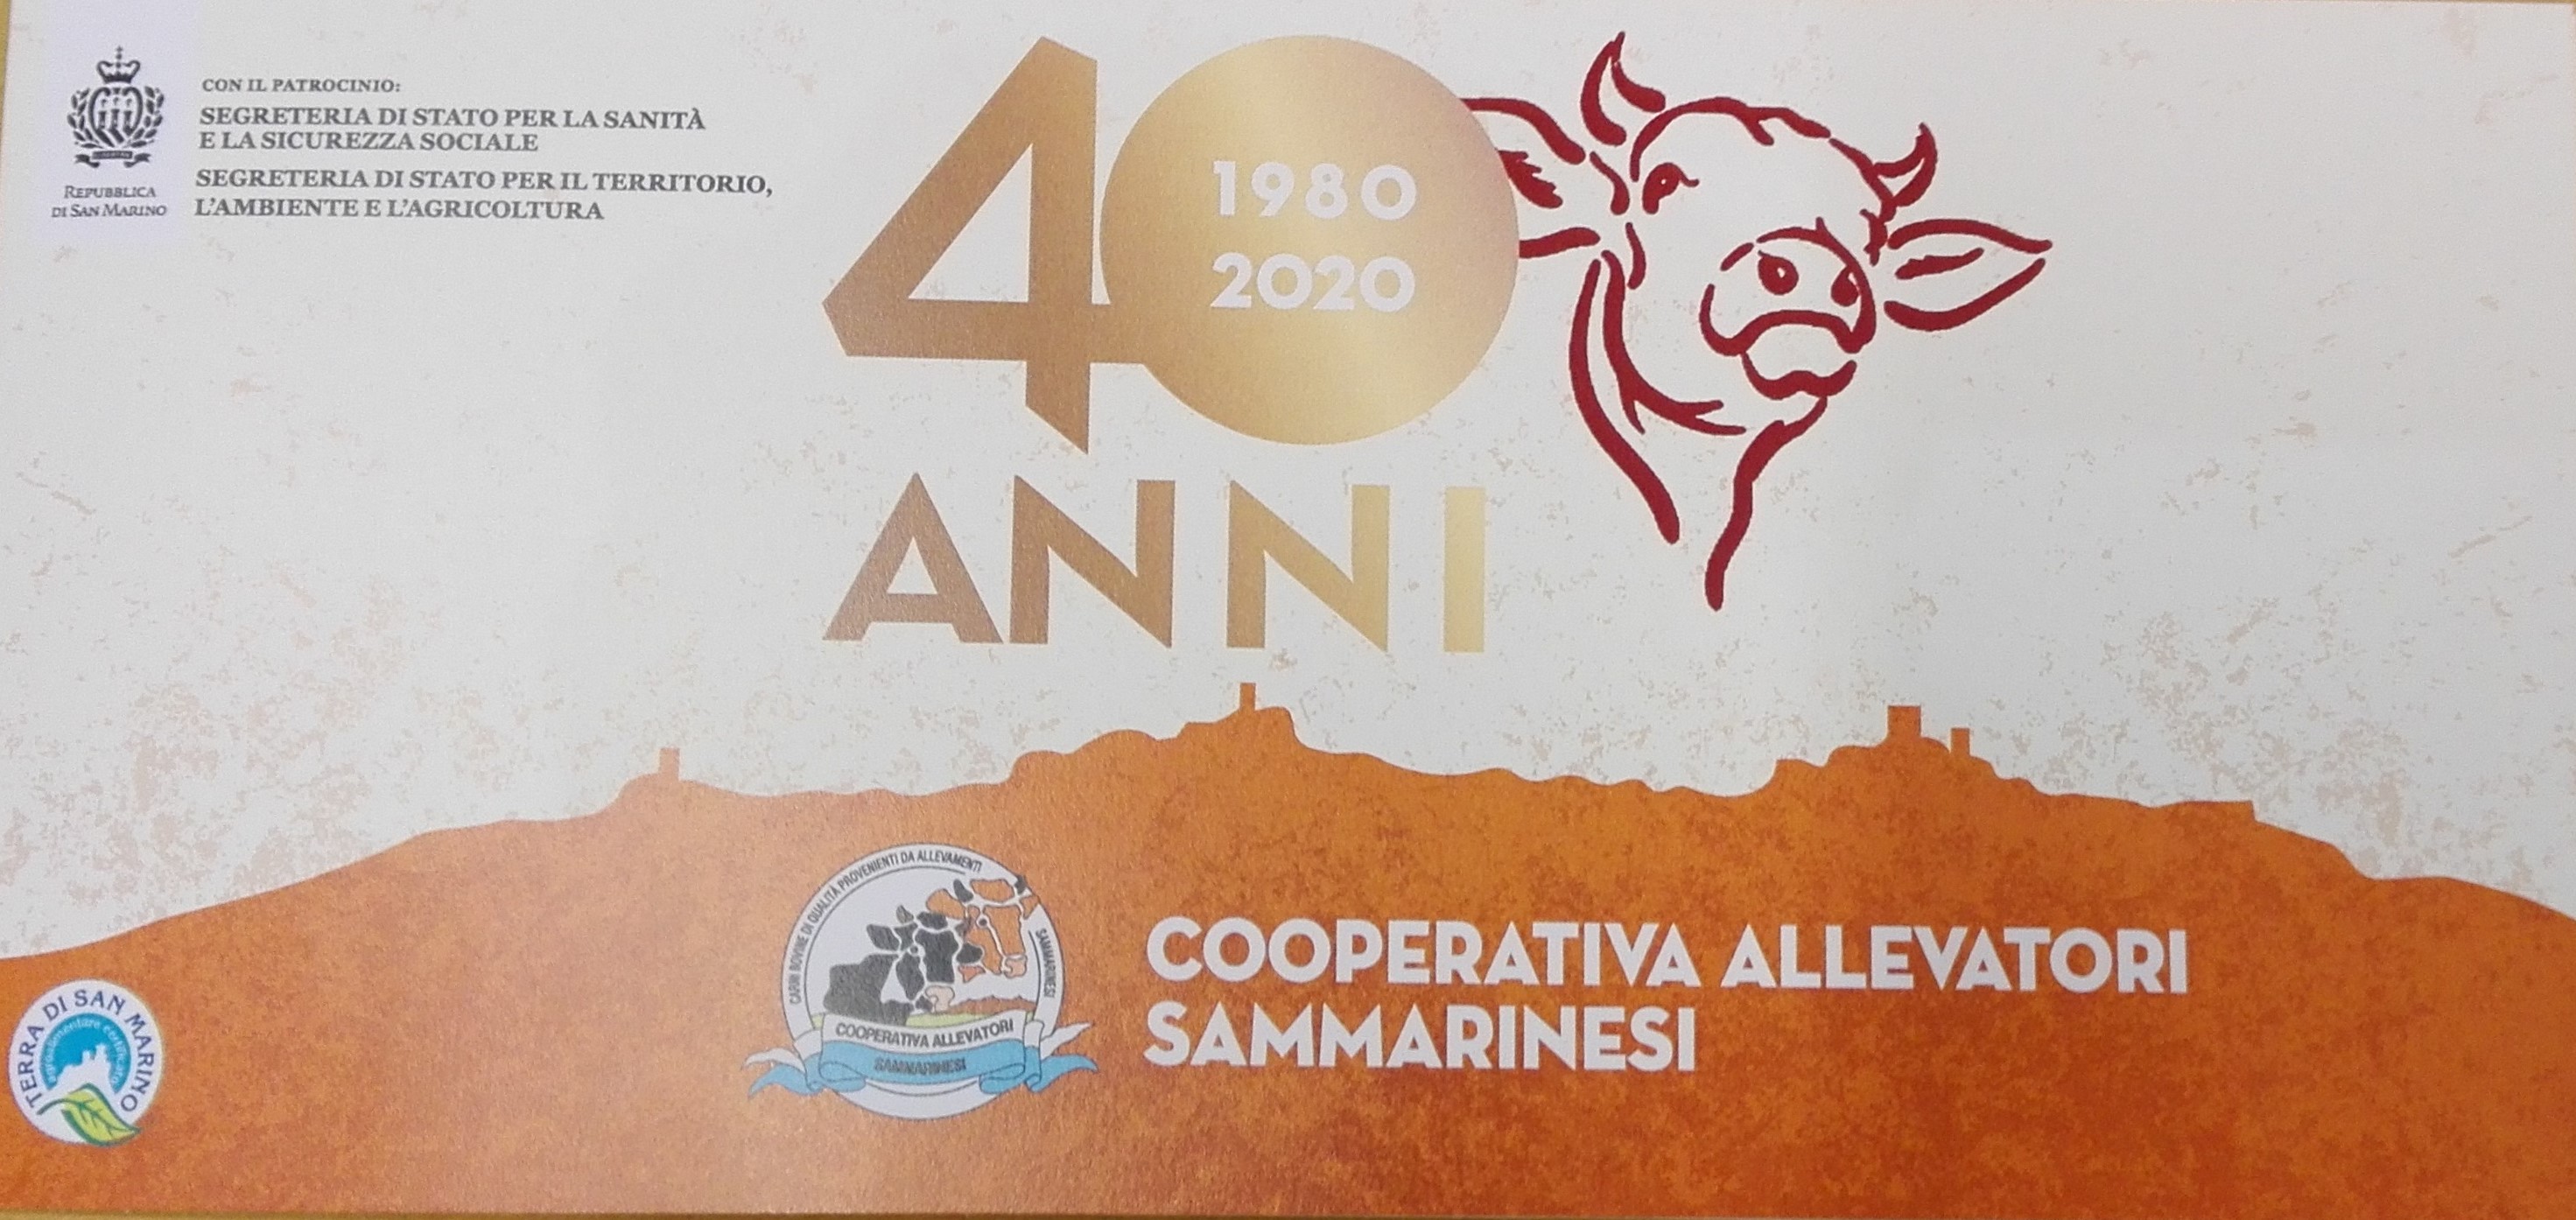 CON IL PATROCINIO:
SEGRETERIA DI STATO PER LA SANITÀ
E LA SICUREZZA SOCIALE
SEGRETERIA DI STATO PER IL TERRITORIO,
L'AMBIENTE E L'AGRICOLTURA
REPUBBLICA
DI SAN MARINO
40
1980
2020
ANNI
CARNI BOVINE DI QUALITÀ PROVENIENTI DA ALLEVAMENTI SAMMARINESI
COOPERATIVA ALLEVATORI
SAMMARINESI
COOPERATIVA ALLEVATORI
SAMMARINESI
TERRA DI SAN MARINO
agroalimentare certificato